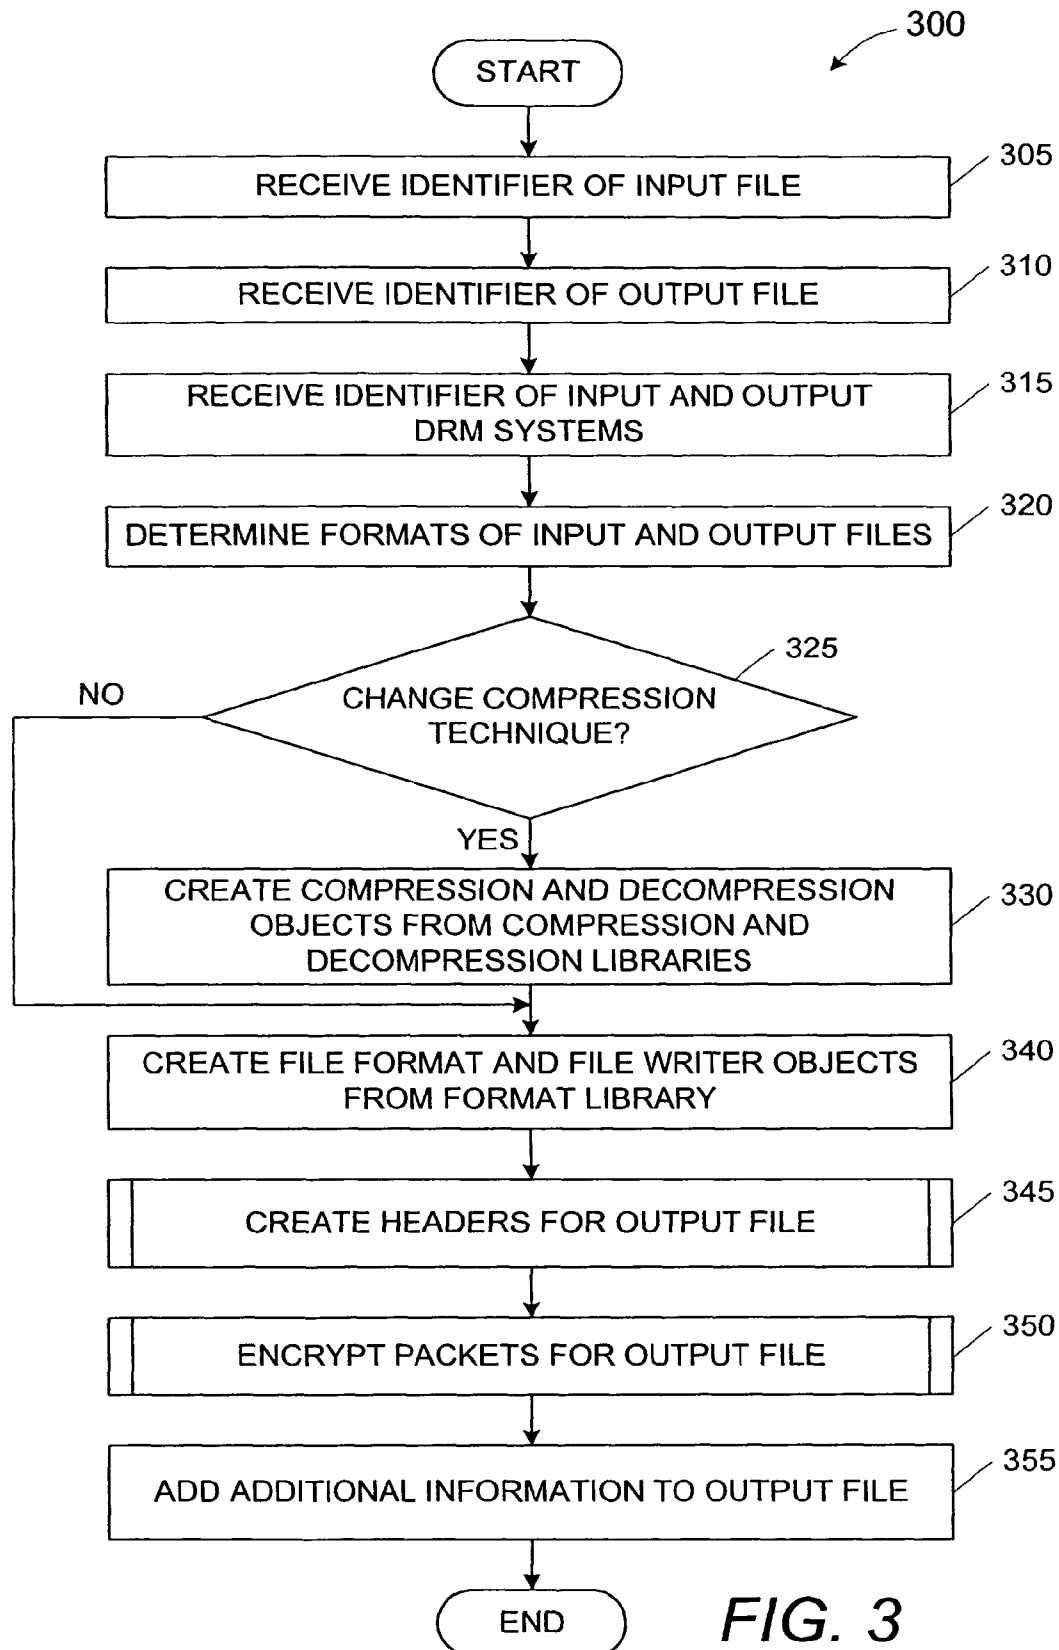 300
START
305
RECEIVE IDENTIFIER OF INPUT FILE
310
RECEIVE IDENTIFIER OF OUTPUT FILE
315
RECEIVE IDENTIFIER OF INPUT AND OUTPUT
DRM SYSTEMS
320
DETERMINE FORMATS OF INPUT AND OUTPUT FILES
325
CHANGE COMPRESSION
TECHNIQUE?
NO
YES
330
CREATE COMPRESSION AND DECOMPRESSION
OBJECTS FROM COMPRESSION AND
DECOMPRESSION LIBRARIES
340
CREATE FILE FORMAT AND FILE WRITER OBJECTS
FROM FORMAT LIBRARY
345
CREATE HEADERS FOR OUTPUT FILE
350
ENCRYPT PACKETS FOR OUTPUT FILE
355
ADD ADDITIONAL INFORMATION TO OUTPUT FILE
END
FIG. 3